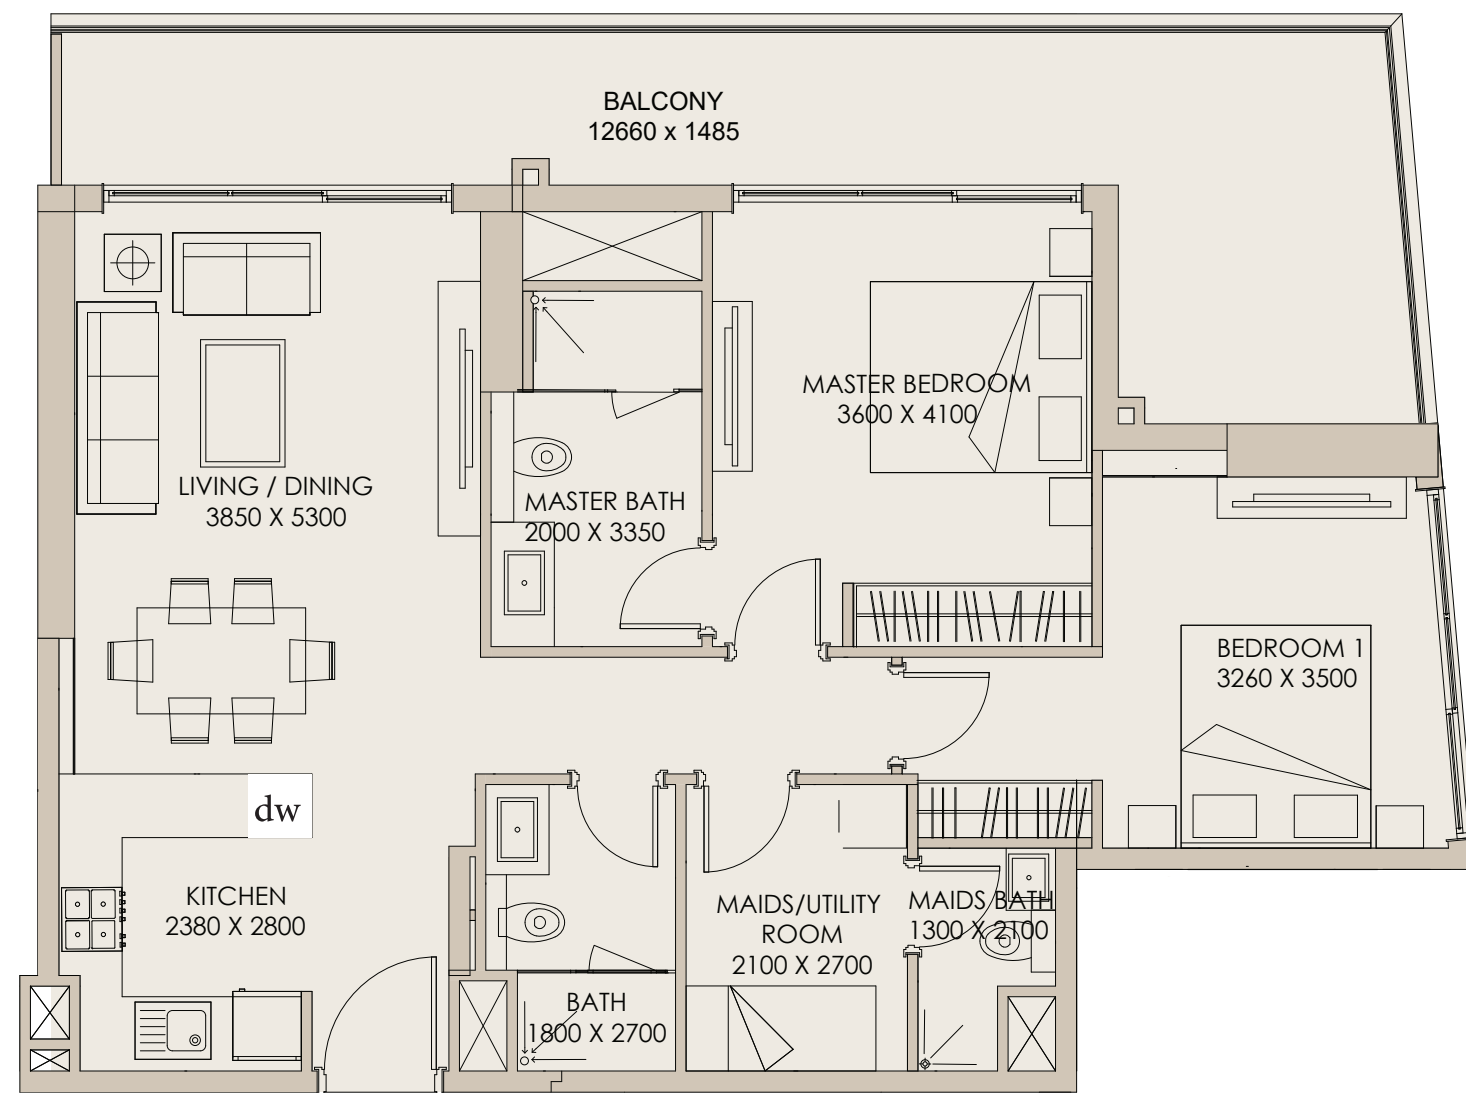 BALCONY
12660 x 1485
MASTER BEDROOM
3600 X 4100
LIVING / DINING
3850 X 5300
MASTER BATH
2000 X 3350
BEDROOM 1
3260 X 3500
dw
KITCHEN
2380 X 2800
MAIDS/UTILITY
ROOM
2100 X 2700
MAIDS BATH
1300 X 2100
BATH
1800 X 2700